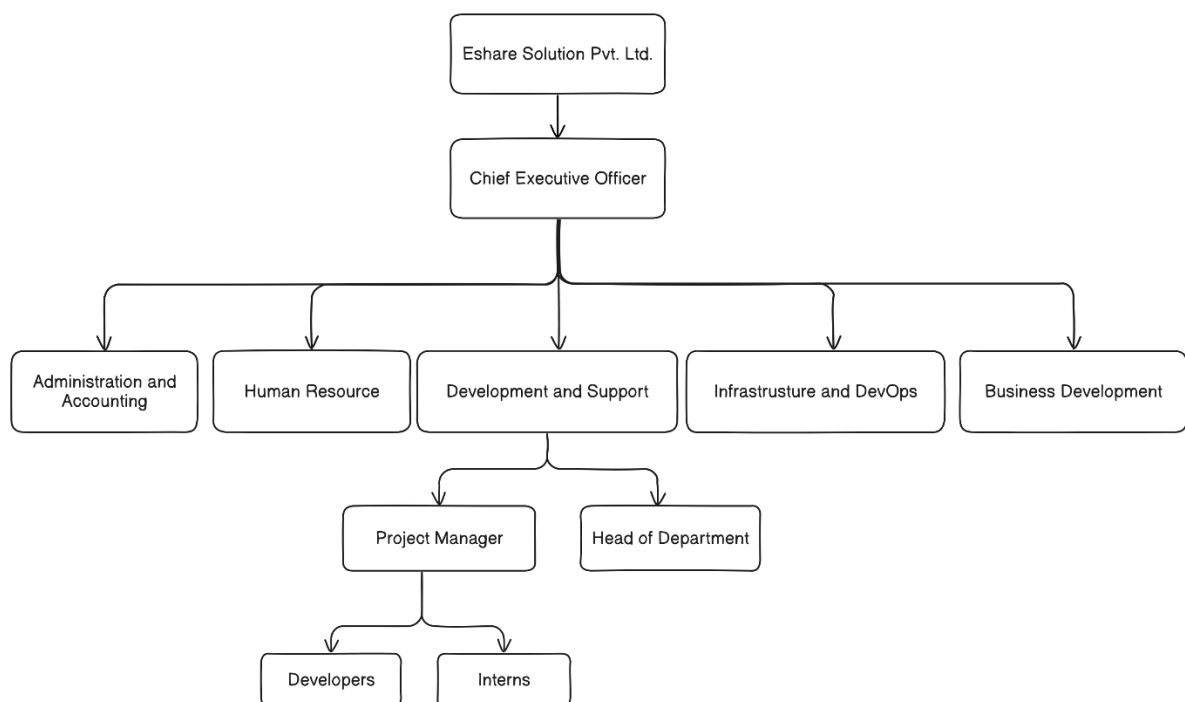 Eshare Solution Pvt. Ltd.
Chief Executive Officer
Administration and
Accounting
Human Resource
Development and Support
Infrastrusture and DevOps
Business Development
Project Manager
Head of Department
Developers
Interns